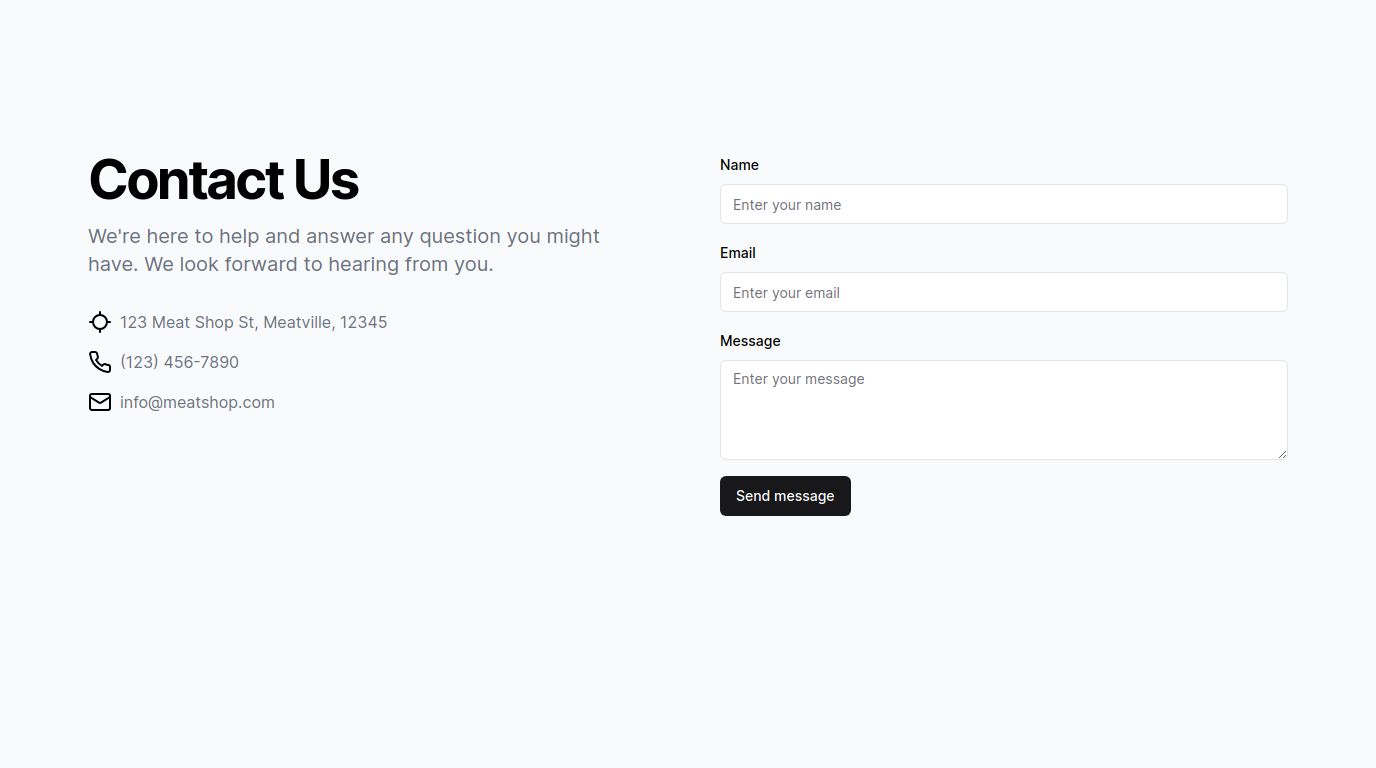 Contact Us
We're here to help and answer any question you might
have. We look forward to hearing from you.
123 Meat Shop St, Meatville, 12345
(123) 456-7890
info@meatshop.com
Name
Enter your name
Email
Enter your email
Message
Enter your message
Send message